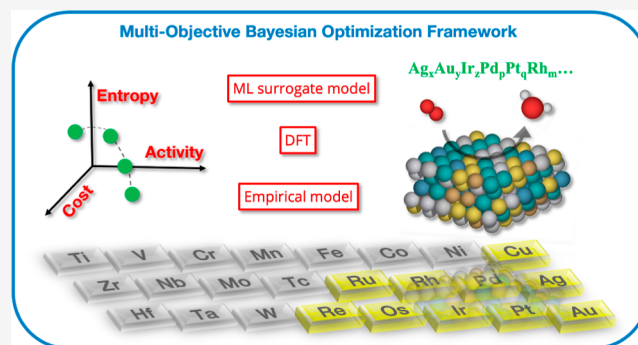 Multi-Objective Bayesian Optimization Framework
Entropy
Activity
Cost
ML surrogate model
DFT
Empirical model
AgₓAuᵧIr_zPdₚPt_qRhₘ...
Ti V Cr Mn Fe Co Ni Cu
Zr Nb Mo Tc Ru Rh Pd Ag
Hf Ta W Re Os Ir Pt Au